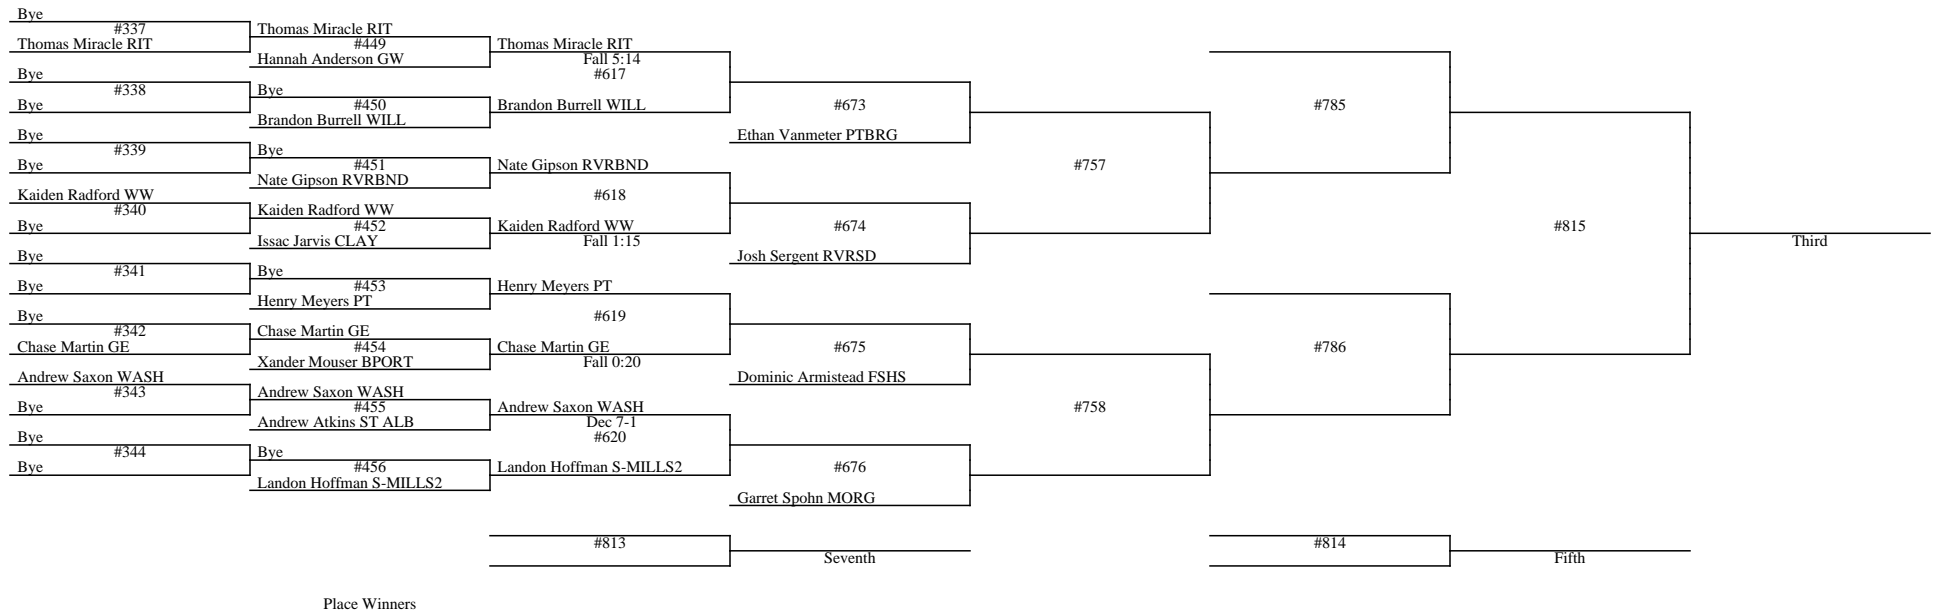 Bye
#337
Thomas Miracle RIT
Bye
#338
Bye
Bye
#339
Bye
Kaiden Radford WW
#340
Bye
Bye
#341
Bye
Bye
#342
Chase Martin GE
Andrew Saxon WASH
#343
Bye
Bye
#344
Bye
Thomas Miracle RIT
#449
Hannah Anderson GW
Bye
#450
Brandon Burrell WILL
Bye
#451
Nate Gipson RVRBND
Kaiden Radford WW
#452
Issac Jarvis CLAY
Bye
#453
Henry Meyers PT
Chase Martin GE
#454
Xander Mouser BPORT
Andrew Saxon WASH
#455
Andrew Atkins ST ALB
Bye
#456
Landon Hoffman S-MILLS2
Thomas Miracle RIT
Fall 5:14
#617
Brandon Burrell WILL
Nate Gipson RVRBND
#618
Kaiden Radford WW
Fall 1:15
Henry Meyers PT
#619
Chase Martin GE
Fall 0:20
Andrew Saxon WASH
Dec 7-1
#620
Landon Hoffman S-MILLS2
#673
Ethan Vanmeter PTBRG
#674
Josh Sergent RVRSD
#675
Dominic Armistead FSHS
#676
Garret Spohn MORG
#757
#758
#785
#786
#815
Third
#813
Seventh
#814
Fifth
Place Winners